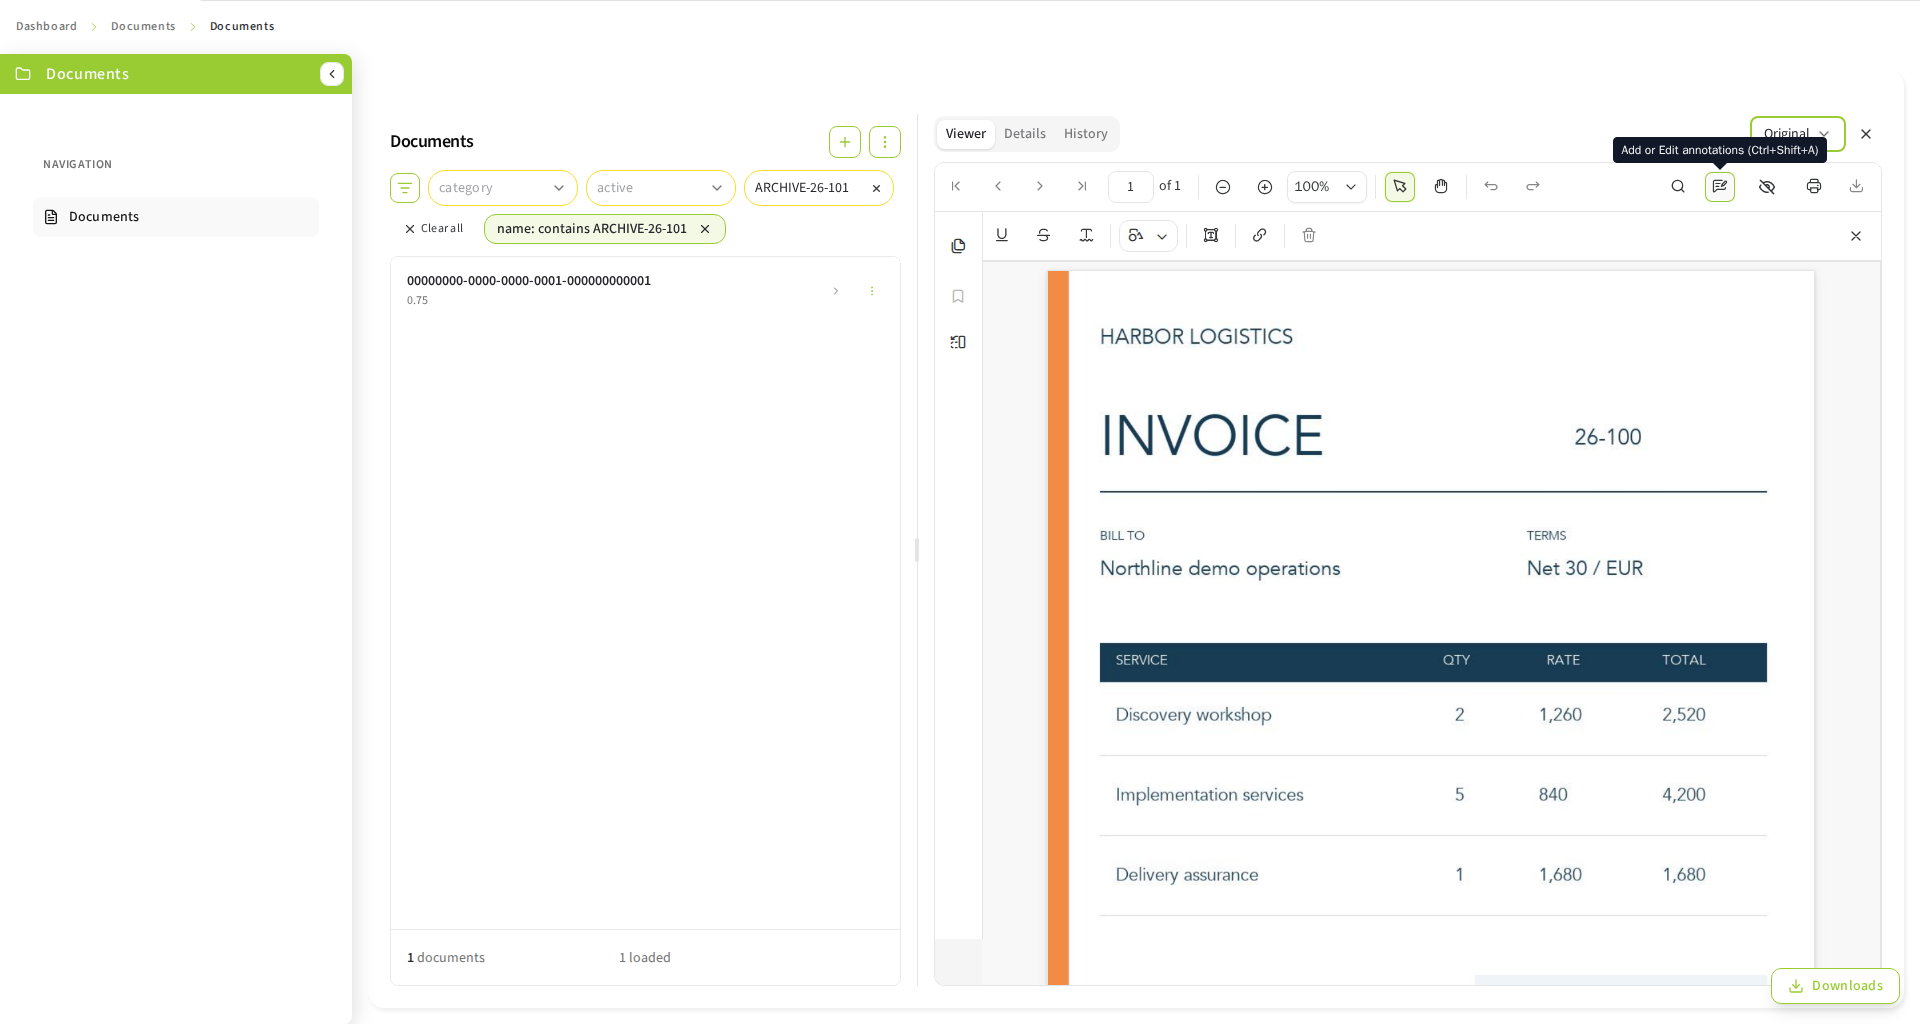 Dashboard Documents Documents
Documents
NAVIGATION
Documents
Documents
category active ARCHIVE-26-101
Clear all name: contains ARCHIVE-26-101
00000000-0000-0000-0001-000000000001
0.75
1 documents 1 loaded
Viewer Details History
Original
Add or Edit annotations (Ctrl+Shift+A)
1 of 1 100%
HARBOR LOGISTICS
INVOICE 26-100
BILL TO TERMS
Northline demo operations Net 30 / EUR
SERVICE QTY RATE TOTAL
Discovery workshop 2 1,260 2,520
Implementation services 5 840 4,200
Delivery assurance 1 1,680 1,680
Downloads